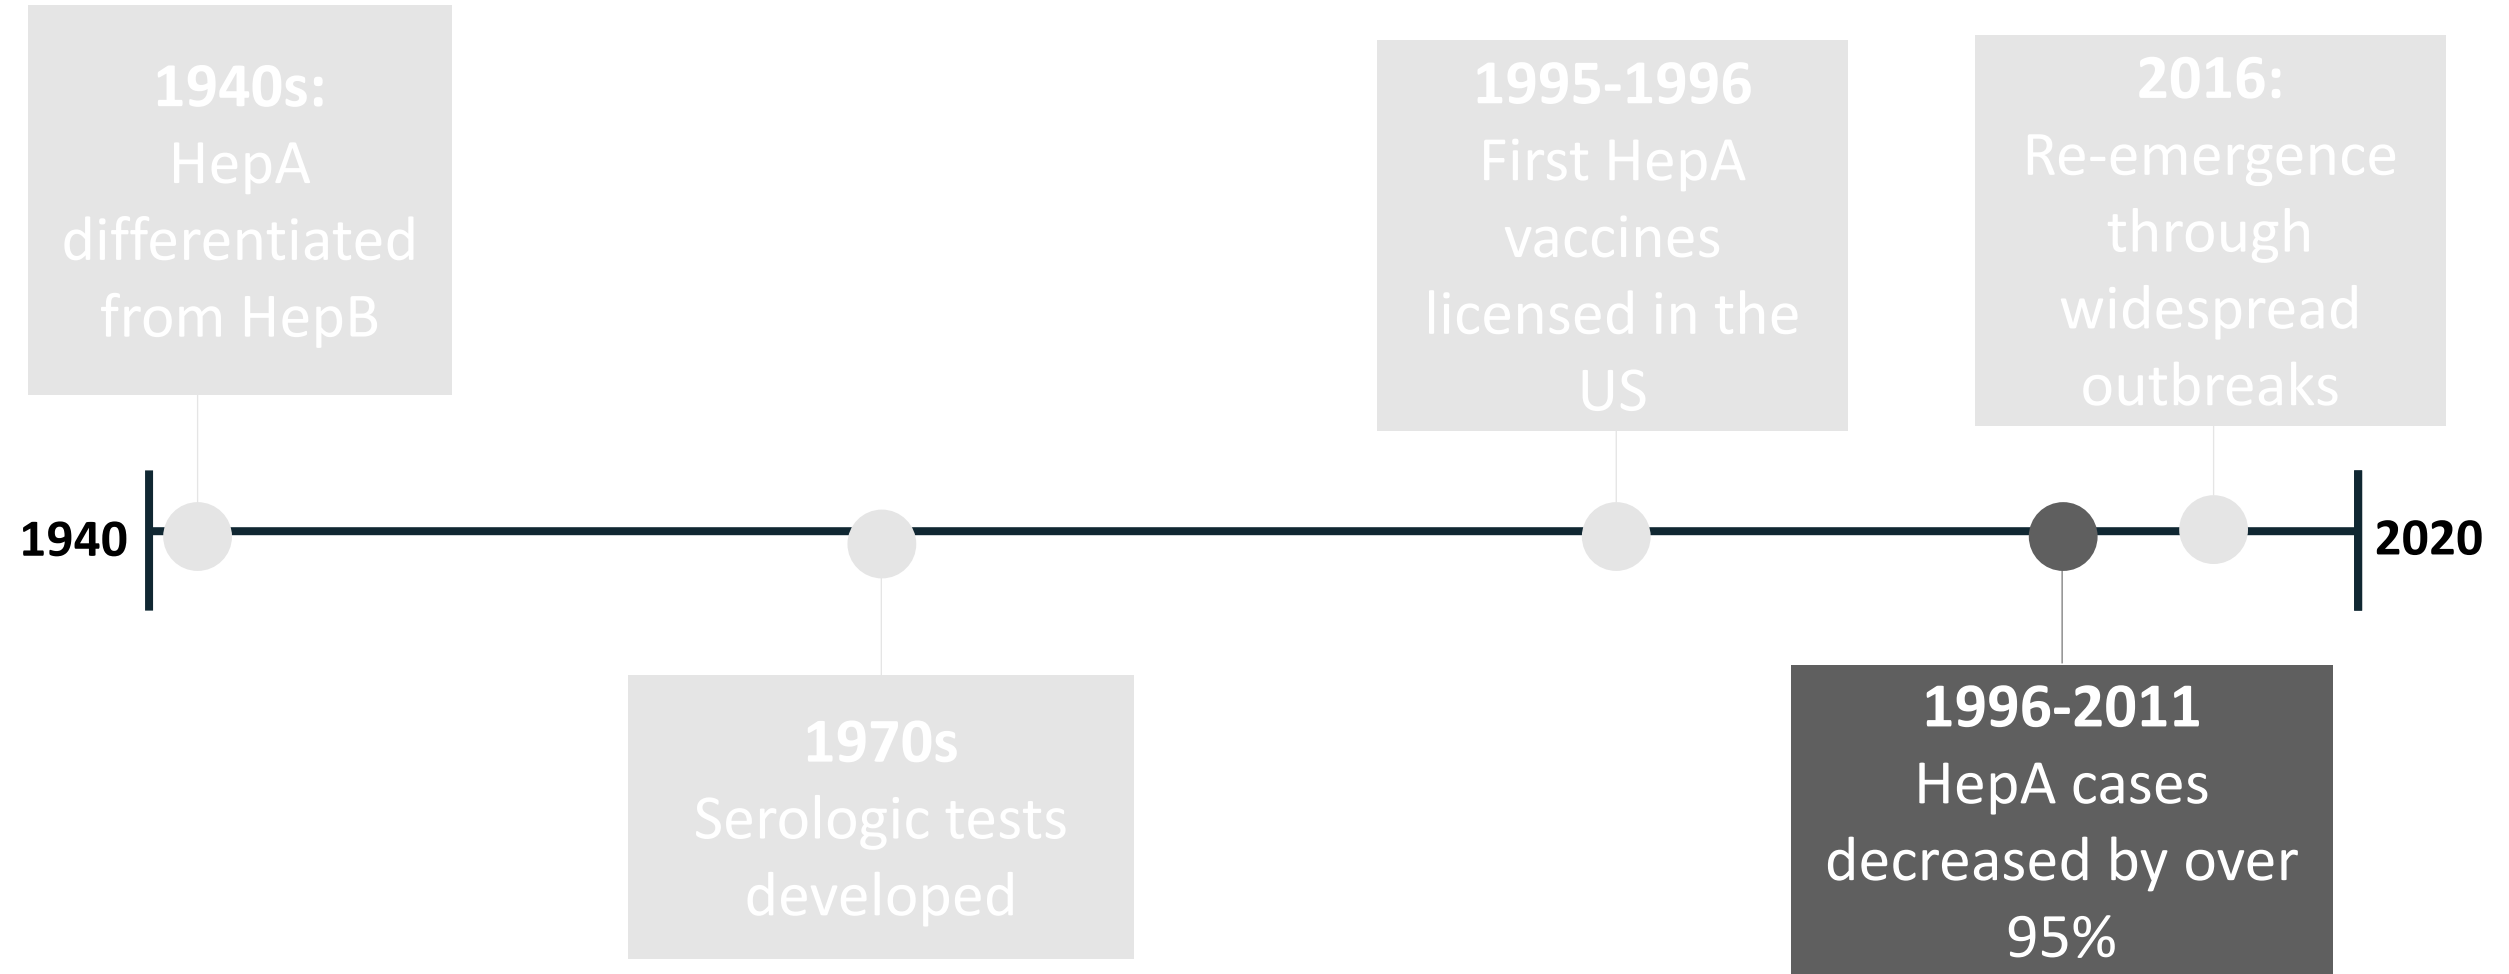 1940s:
HepA
differentiated
from HepB
1995-1996
First HepA
vaccines
licensed in the
US
2016:
Re-emergence
through
widespread
outbreaks
1940
2020
1970s
Serologic tests
developed
1996-2011
HepA cases
decreased by over
95%